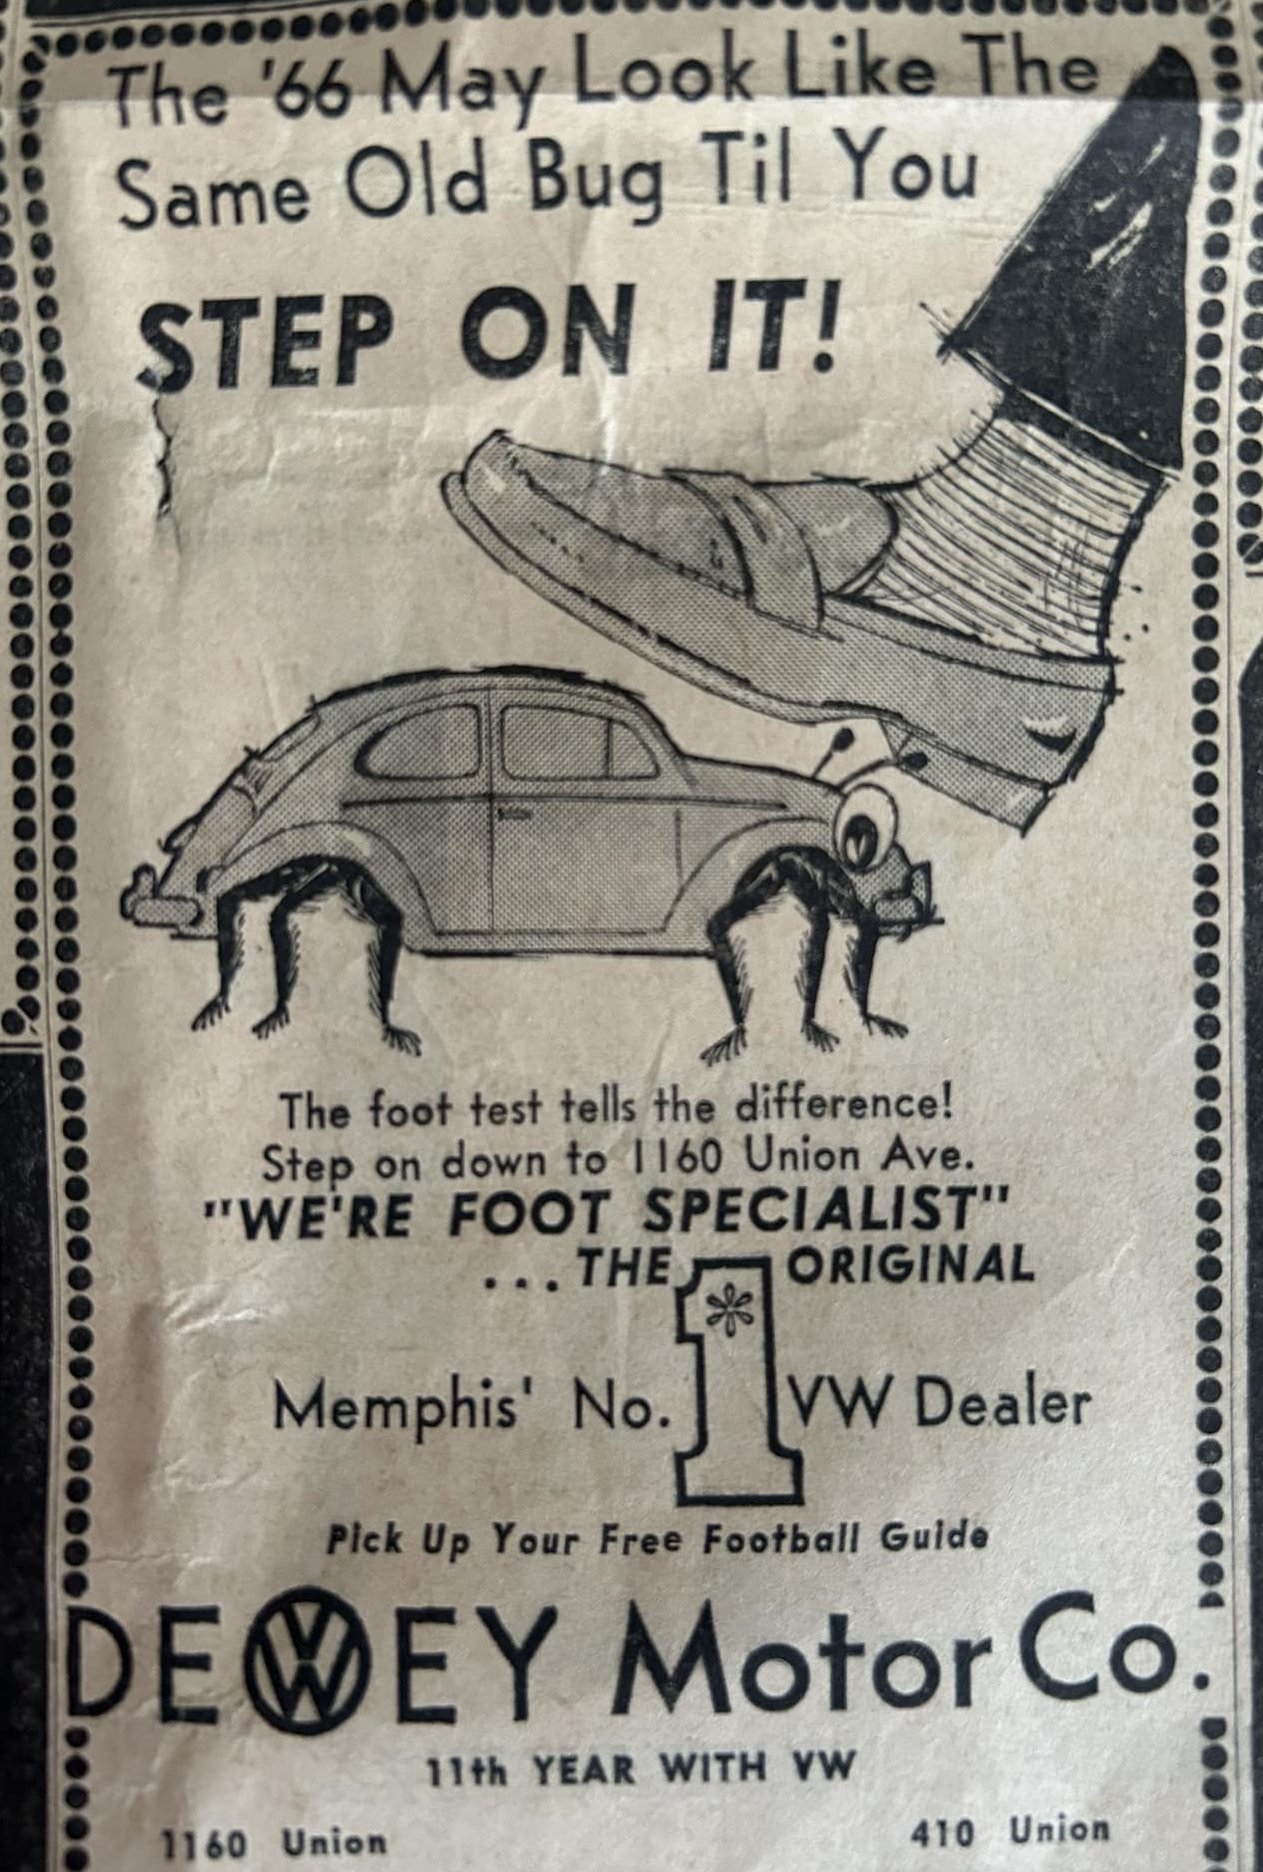 The '66 May Look Like The
Same Old Bug Til You
STEP ON IT!
The foot test tells the difference!
Step on down to 1160 Union Ave.
"WE'RE FOOT SPECIALIST"
...THE ORIGINAL
Memphis' No. 1 VW Dealer
Pick Up Your Free Football Guide
DEWEY Motor Co.
11th YEAR WITH VW
1160 Union 410 Union